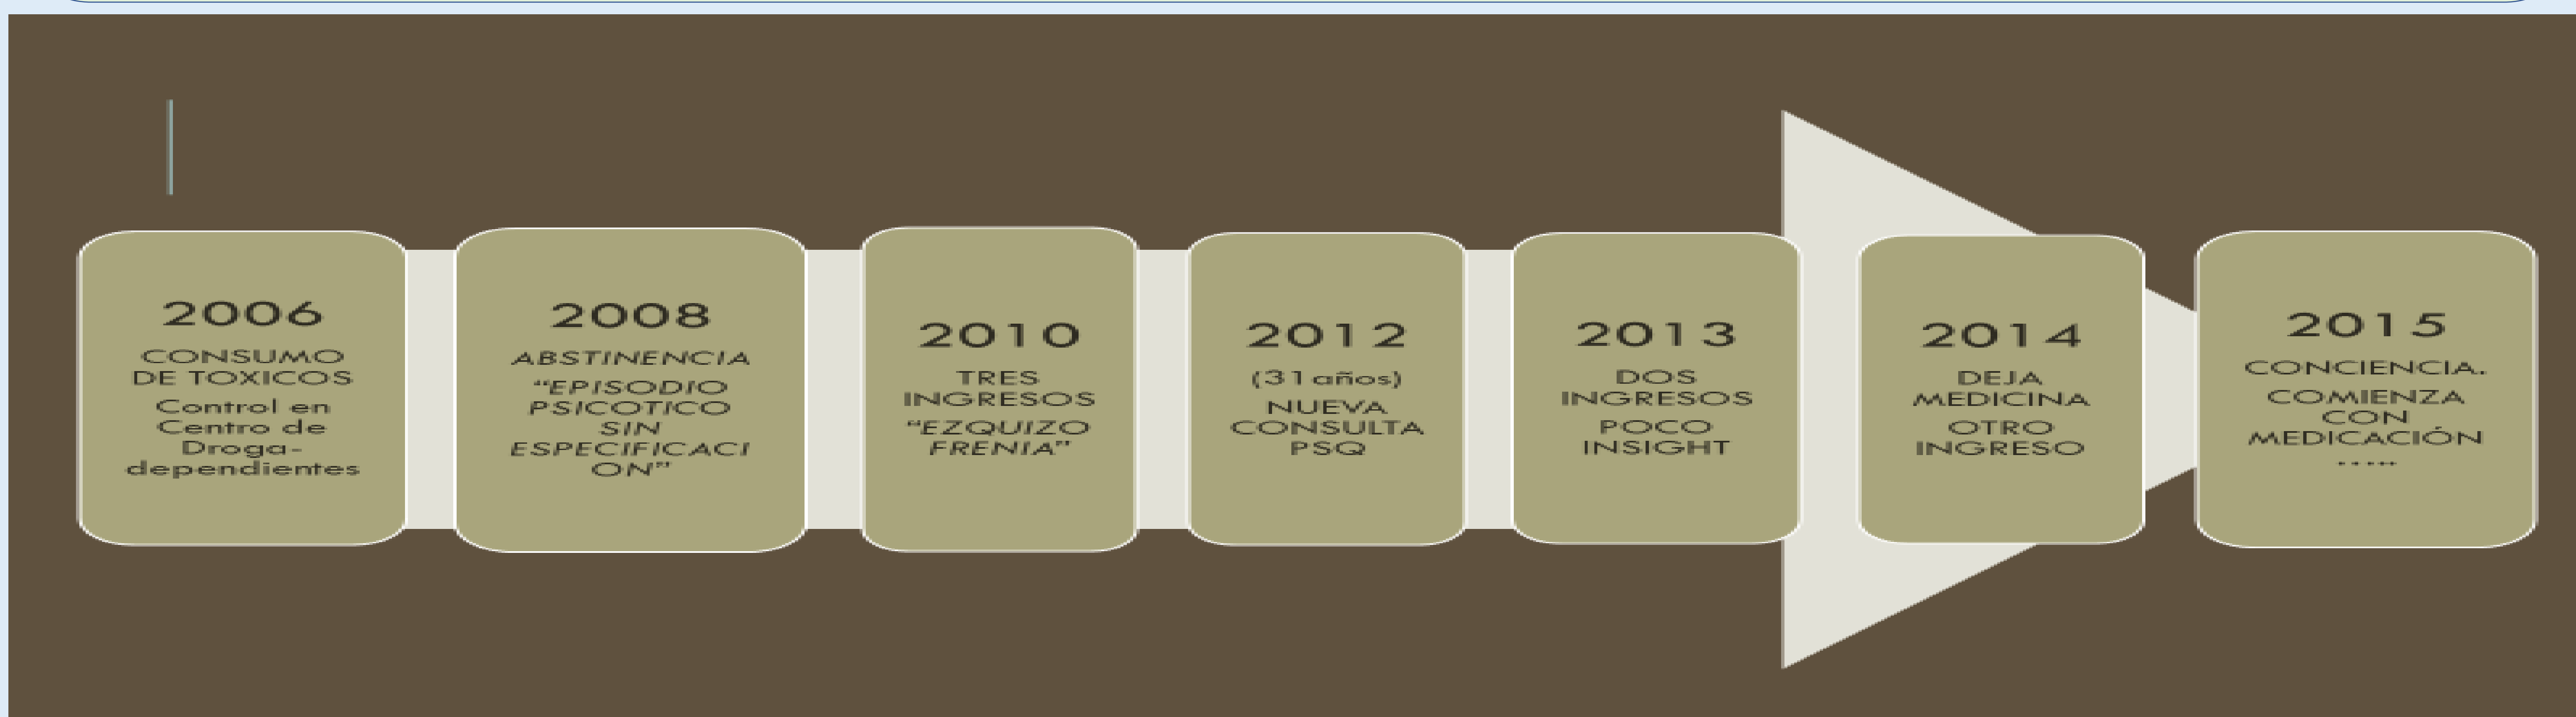 2006
CONSUMO
DE TOXICOS
Control en
Centro de
Droga-
dependientes
2008
ABSTINENCIA
“EPISODIO
PSICOTICO
SIN
ESPECIFICACI
ON”
2010
TRES
INGRESOS
“EZQUIZO
FRENIA”
2012
(31años)
NUEVA
CONSULTA
PSQ
2013
DOS
INGRESOS
POCO
INSIGHT
2014
DEJA
MEDICINA
OTRO
INGRESO
2015
CONCIENCIA.
COMIENZA
CON
MEDICACIÓN
.....